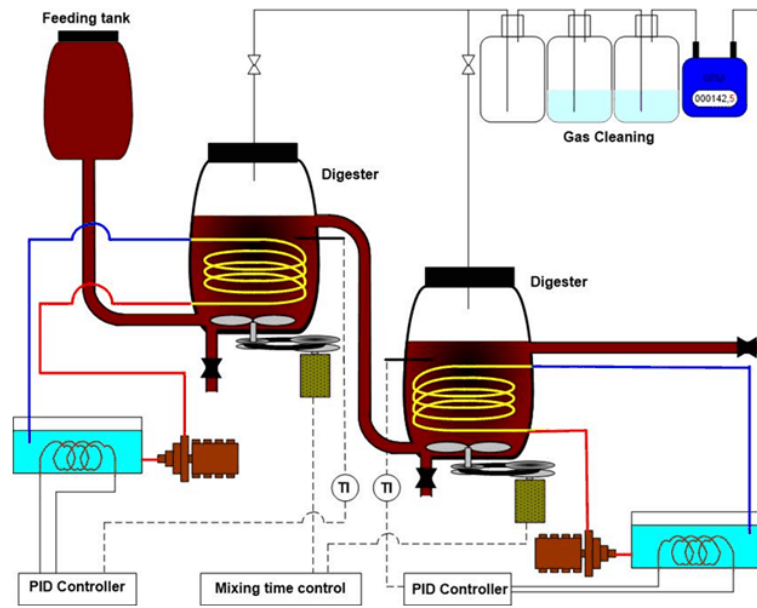 Feeding tank
000142,5
Gas Cleaning
Digester
Digester
TI
TI
PID Controller
Mixing time control
PID Controller